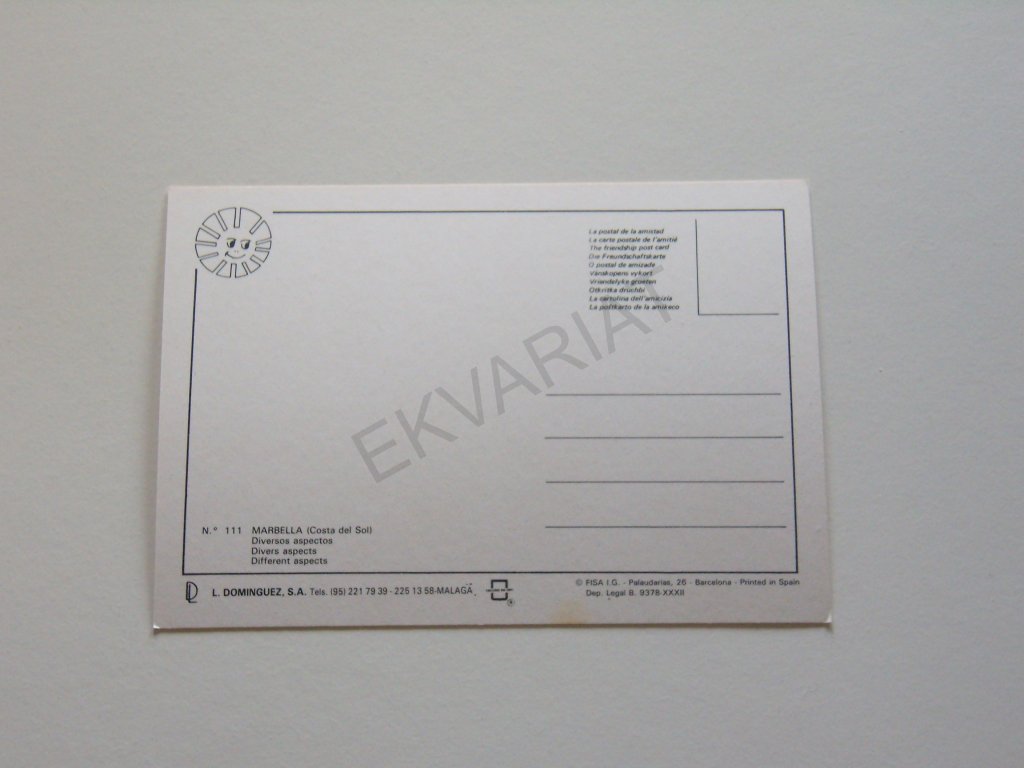 La postal de la amistad
La carte postale de l'amitié
The friendship post card
Die Freundschaftskarte
O postal de amizade
Vänskapens vykort
Vriendelyke groeten
Otkritka druchbi
La cartolina dell'amicizia
La poŝtkarto de la amikeco
EKVARIAT
N.° 111 MARBELLA (Costa del Sol)
Diversos aspectos
Divers aspects
Different aspects
L. DOMINGUEZ, S.A. Tels. (95) 221 79 39 - 225 13 58-MALAGA
© FISA I.G. - Palaudarias, 26 - Barcelona - Printed in Spain
Dep. Legal B. 9378-XXXII